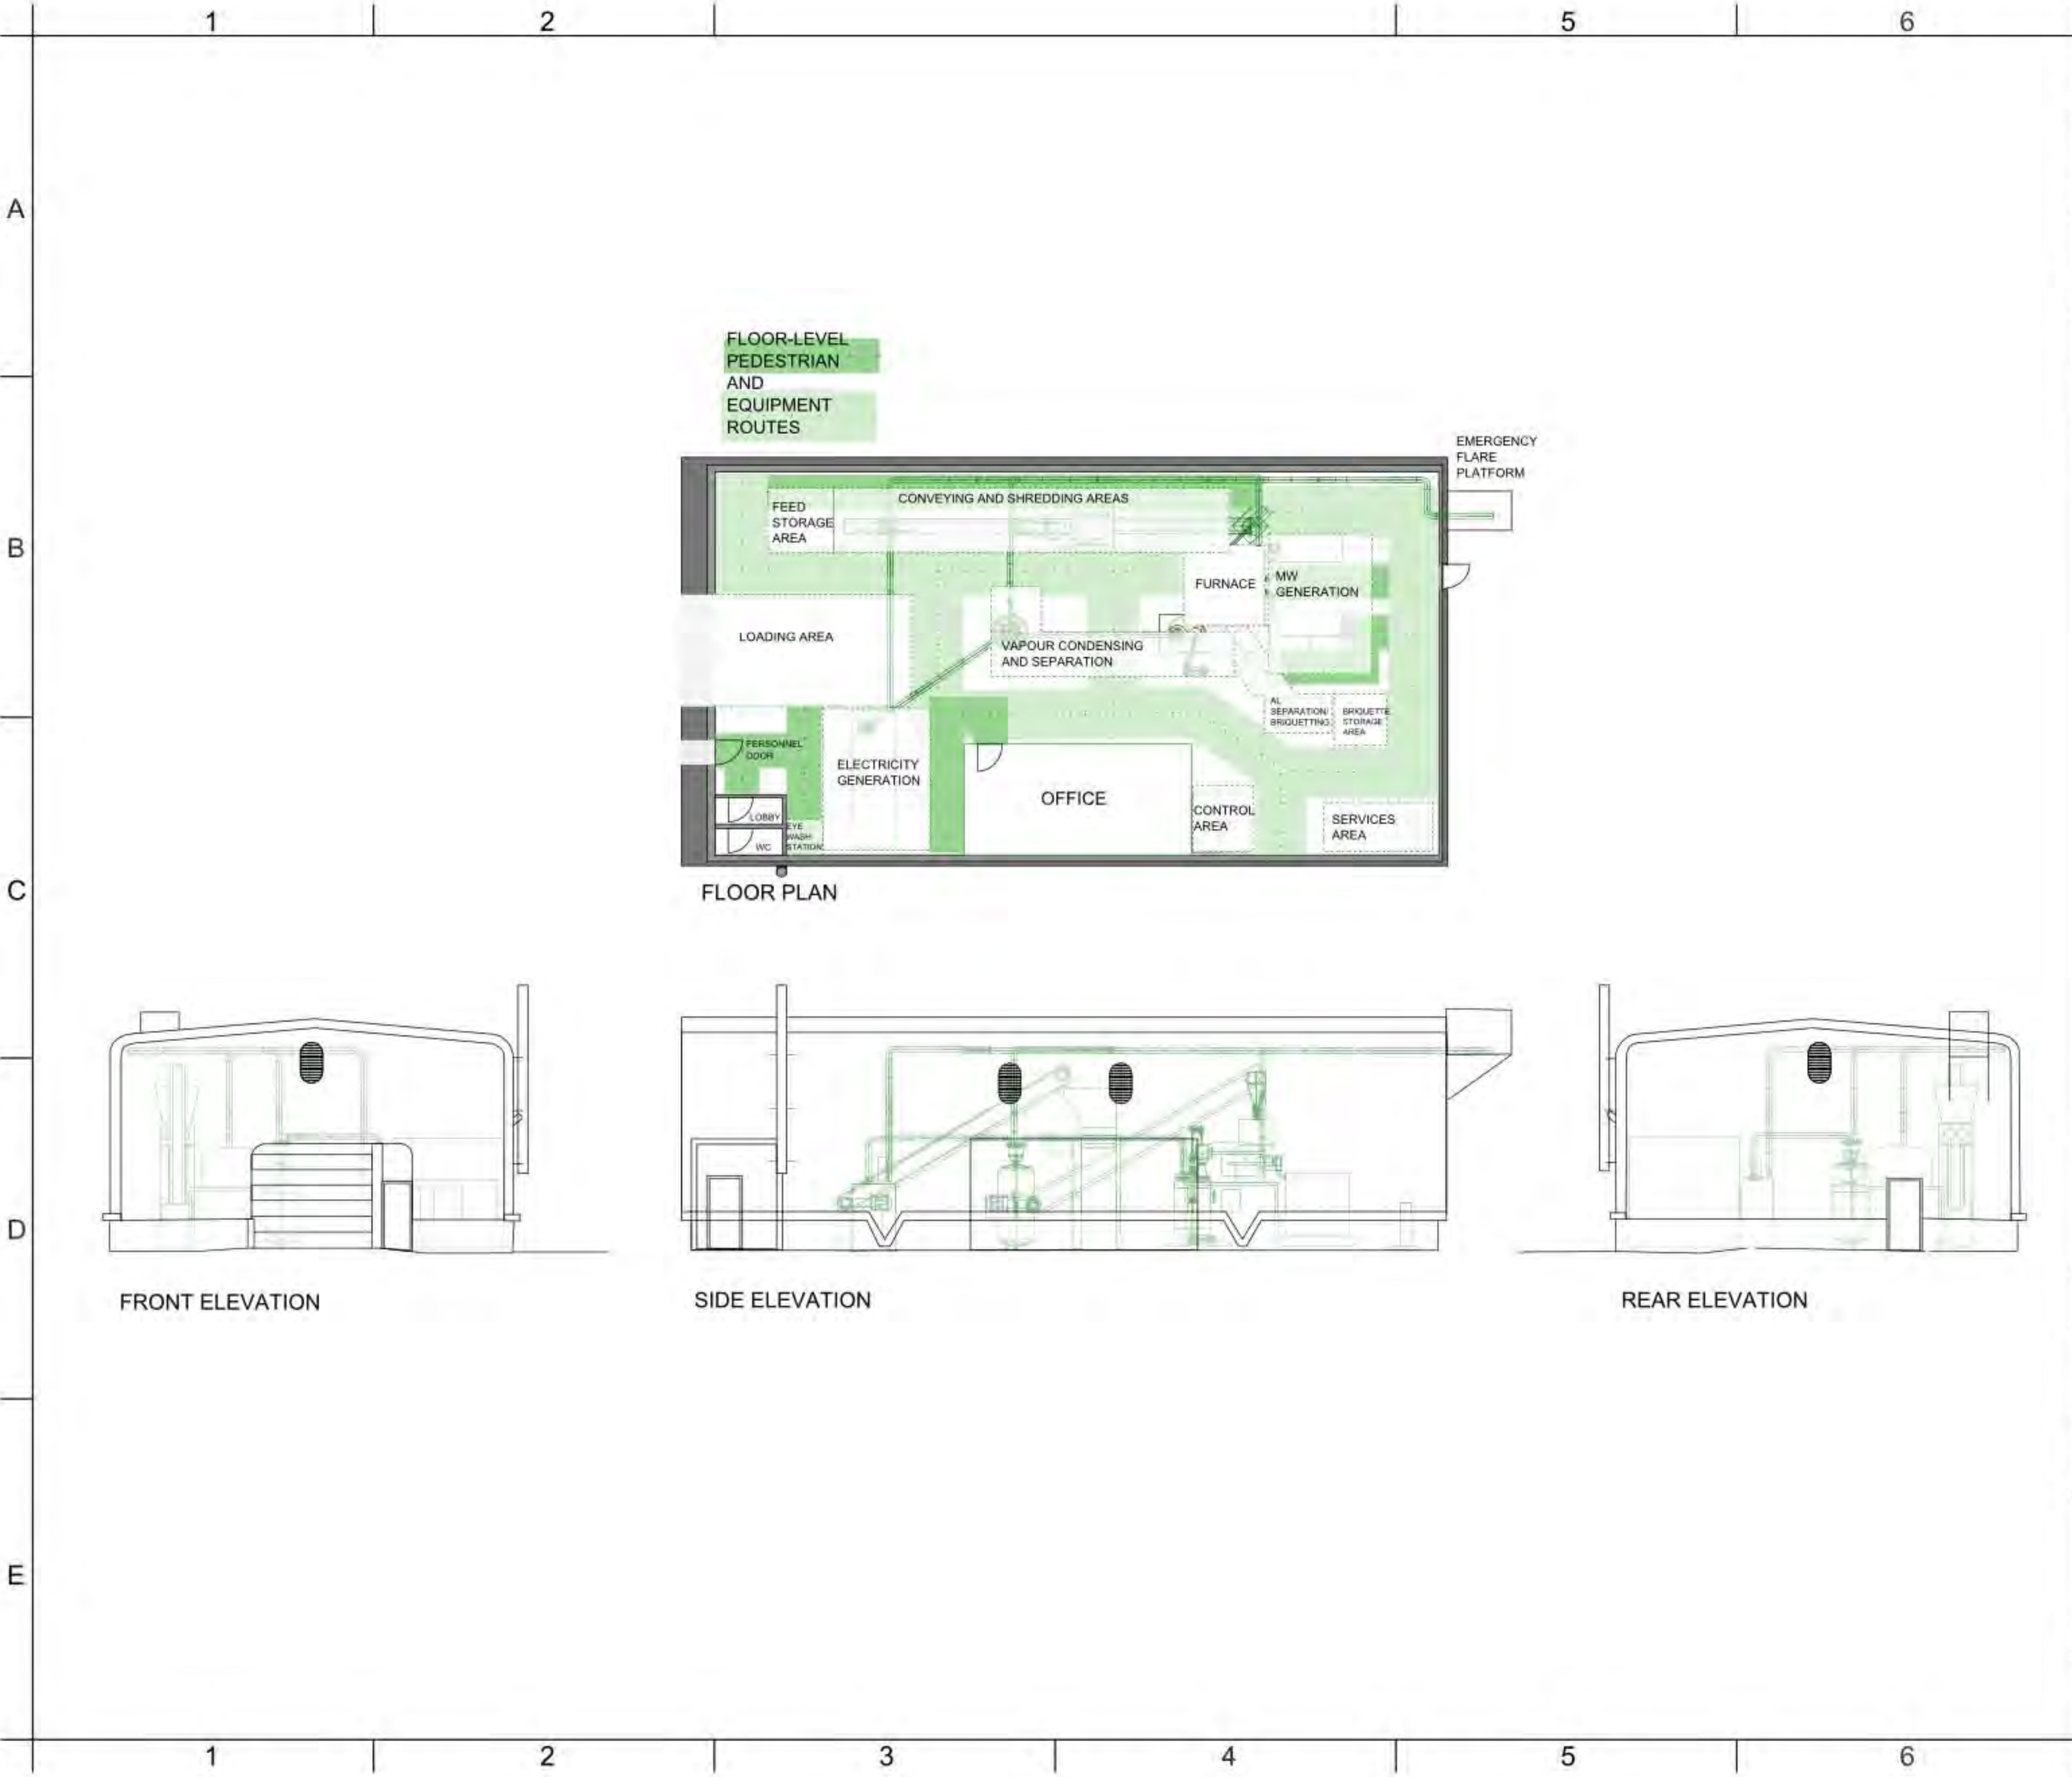 1
2
5
6
A
B
C
D
E
FLOOR-LEVEL
PEDESTRIAN
AND
EQUIPMENT
ROUTES
EMERGENCY
FLARE
PLATFORM
CONVEYING AND SHREDDING AREAS
FEED
STORAGE
AREA
FURNACE
MW
GENERATION
LOADING AREA
VAPOUR CONDENSING
AND SEPARATION
AL
SEPARATION/
BRIQUETTING
BRIQUETTE
STORAGE
AREA
PERSONNEL
DOOR
ELECTRICITY
GENERATION
OFFICE
CONTROL
AREA
SERVICES
AREA
LOBBY
EYE
WASH
STATION
WC
FLOOR PLAN
FRONT ELEVATION
SIDE ELEVATION
REAR ELEVATION
1
2
3
4
5
6